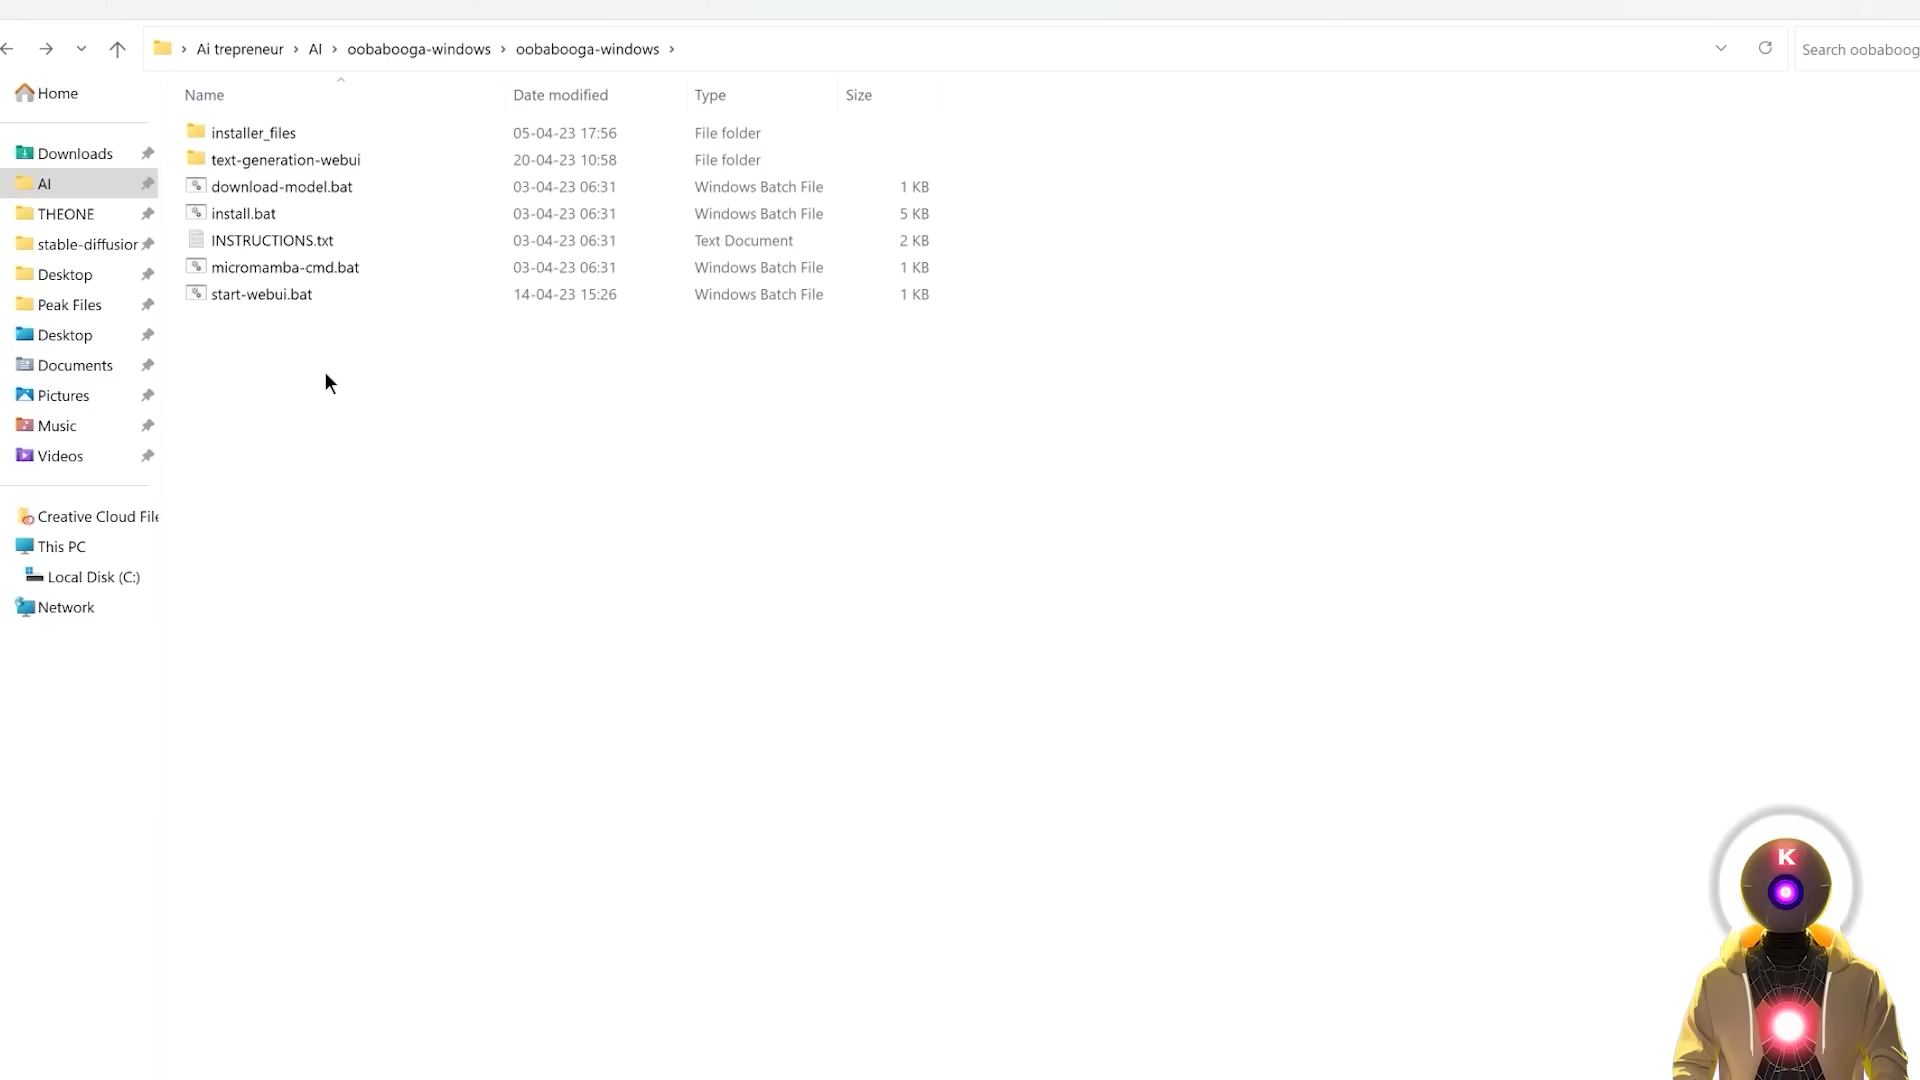 Ai trepreneur > AI > oobabooga-windows > oobabooga-windows >
Search oobaboog
Name Date modified Type Size
installer_files 05-04-23 17:56 File folder
text-generation-webui 20-04-23 10:58 File folder
download-model.bat 03-04-23 06:31 Windows Batch File 1 KB
install.bat 03-04-23 06:31 Windows Batch File 5 KB
INSTRUCTIONS.txt 03-04-23 06:31 Text Document 2 KB
micromamba-cmd.bat 03-04-23 06:31 Windows Batch File 1 KB
start-webui.bat 14-04-23 15:26 Windows Batch File 1 KB
Home
Downloads
AI
THEONE
stable-diffusior
Desktop
Peak Files
Desktop
Documents
Pictures
Music
Videos
Creative Cloud File
This PC
Local Disk (C:)
Network
K